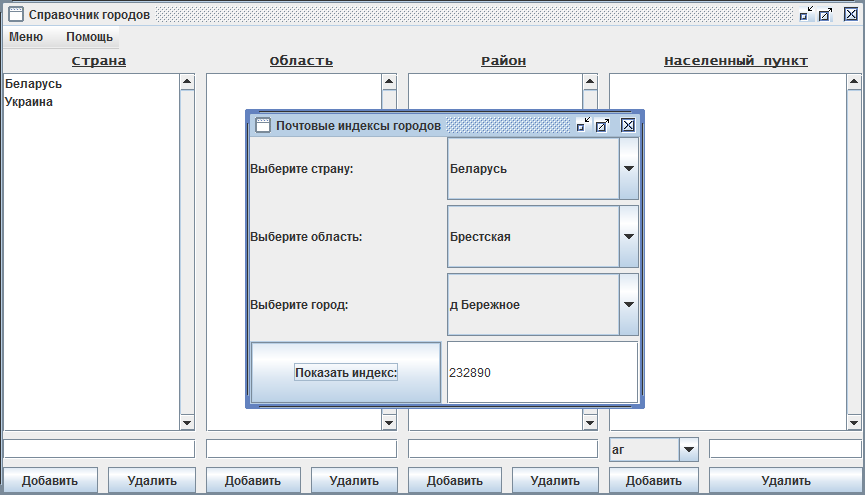 Справочник городов
Меню Помощь
Страна Область Район Населенный пункт
Беларусь
Украина
Почтовые индексы городов
Выберите страну: Беларусь
Выберите область: Брестская
Выберите город: д Бережное
Показать индекс: 232890
аг
Добавить Удалить Добавить Удалить Добавить Удалить Добавить Удалить